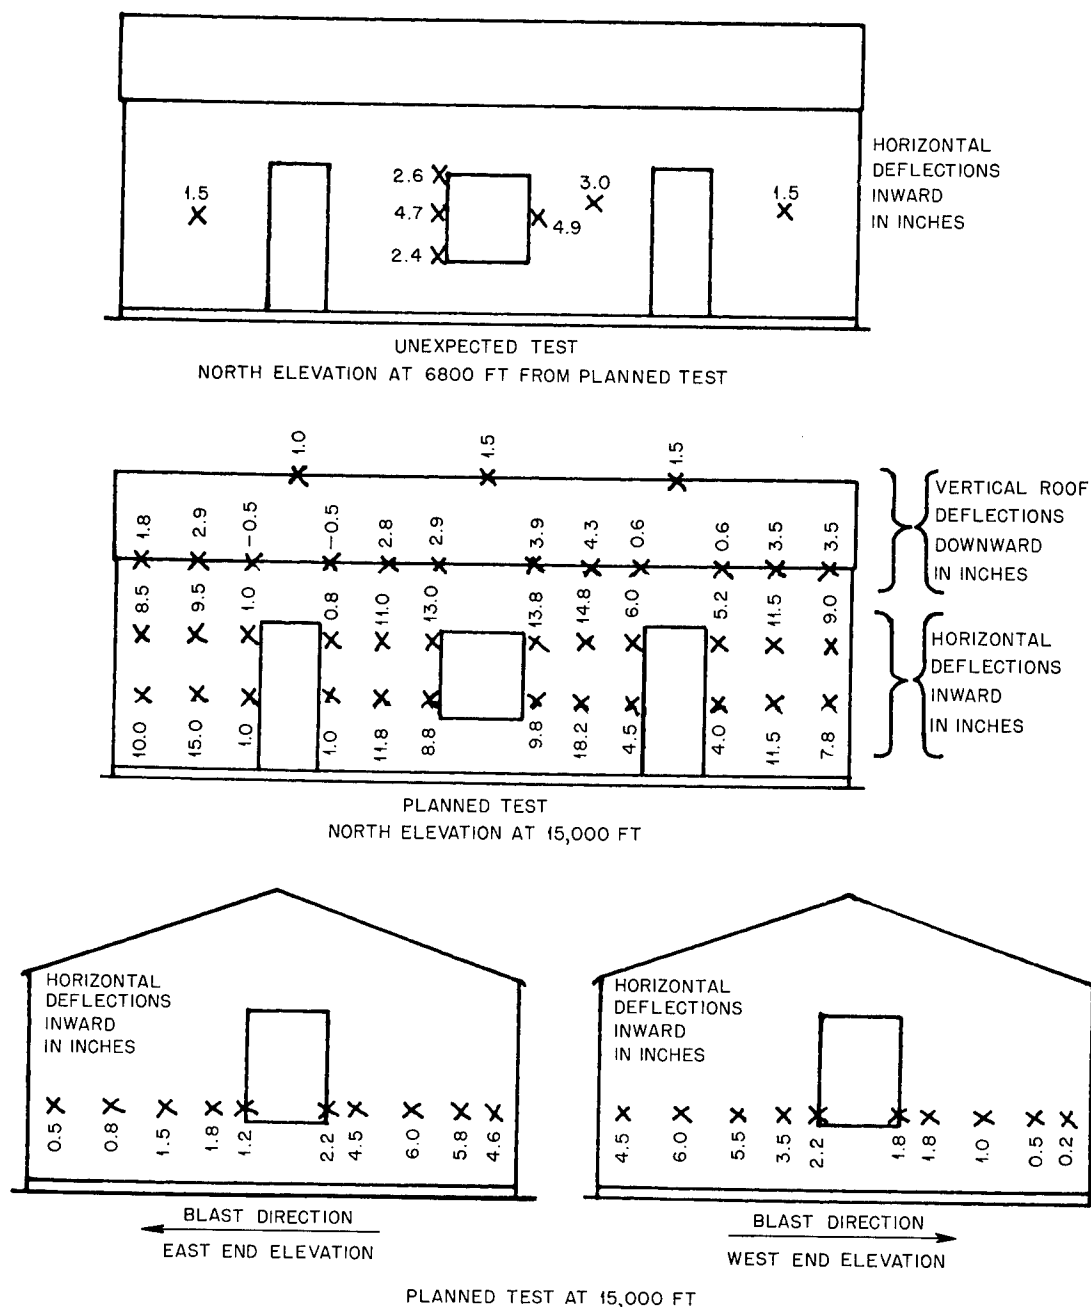 2.6
3.0
1.5
1.5
4.7
4.9
2.4
HORIZONTAL
DEFLECTIONS
INWARD
IN INCHES
UNEXPECTED TEST
NORTH ELEVATION AT 6800 FT FROM PLANNED TEST
1.0 1.5 1.5
1.8 2.9 -0.5 -0.5 2.8 2.9 3.9 4.3 0.6 0.6 3.5 3.5
VERTICAL ROOF
DEFLECTIONS
DOWNWARD
IN INCHES
8.5 9.5 1.0 0.8 11.0 13.0 13.8 14.8 6.0 5.2 11.5 9.0
10.0 15.0 1.0 1.0 11.8 8.8 9.8 18.2 4.5 4.0 11.5 7.8
HORIZONTAL
DEFLECTIONS
INWARD
IN INCHES
PLANNED TEST
NORTH ELEVATION AT 15,000 FT
HORIZONTAL
DEFLECTIONS
INWARD
IN INCHES
0.5 0.8 1.5 1.8 1.2 2.2 4.5 6.0 5.8 4.6
BLAST DIRECTION
EAST END ELEVATION
HORIZONTAL
DEFLECTIONS
INWARD
IN INCHES
4.5 6.0 5.5 3.5 2.2 1.8 1.8 1.0 0.5 0.2
BLAST DIRECTION
WEST END ELEVATION
PLANNED TEST AT 15,000 FT